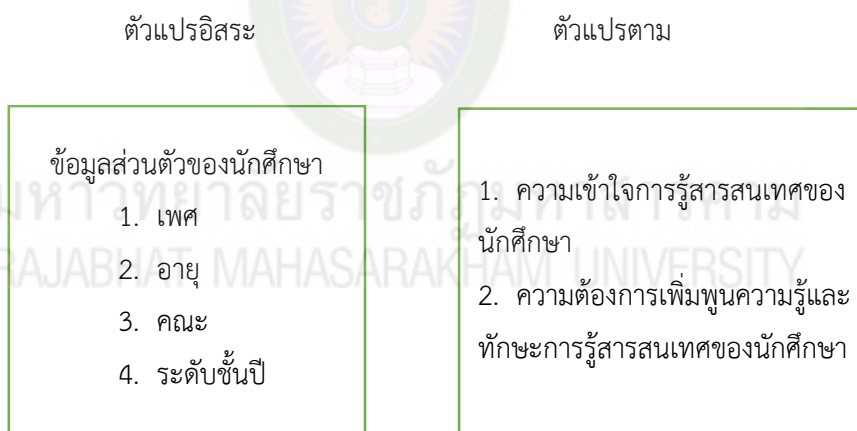 ตัวแปรอิสระ
ตัวแปรตาม
ข้อมูลส่วนตัวของนักศึกษา
1. เพศ
2. อายุ
3. คณะ
4. ระดับชั้นปี
1. ความเข้าใจการรู้สารสนเทศของ
นักศึกษา
2. ความต้องการเพิ่มพูนความรู้และ
ทักษะการรู้สารสนเทศของนักศึกษา
มหาวิทยาลัยราชภัฏมหาสารคาม
RAJABHAT MAHASARAKHAM UNIVERSITY